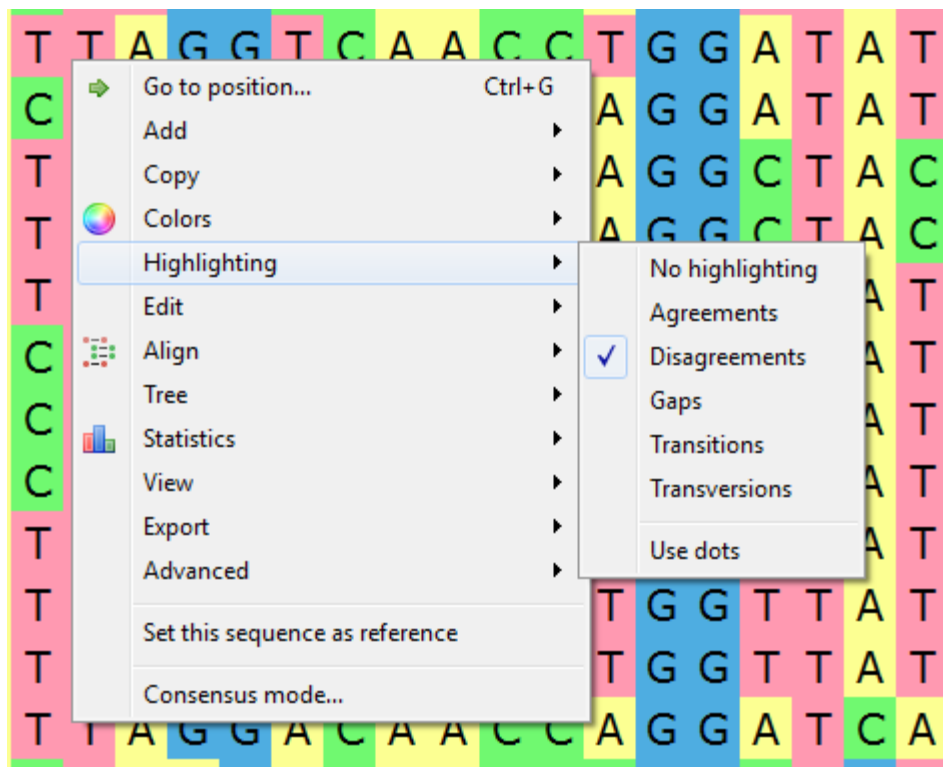 T T A G G T C A A C C T G G A T A T
Go to position... Ctrl+G
C A G G A T A T
Add
T A G G C T A C
Copy
Colors
T A G G C T A C
Highlighting
No highlighting
T A T
Edit
Agreements
C A T
Align
Disagreements
Tree
Gaps
C A T
Statistics
Transitions
C A T
View
Transversions
Export
T A T
Use dots
Advanced
T T G G T T A T
Set this sequence as reference
T T G G T T A T
Consensus mode...
T T A G G A C A A C C A G G A T C A